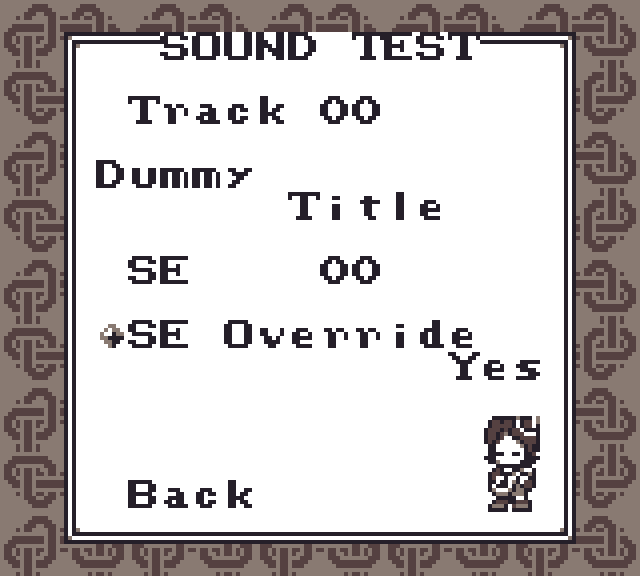 SOUND TEST
Track 00
Dummy
Title
SE 00
SE Override
Yes
Back